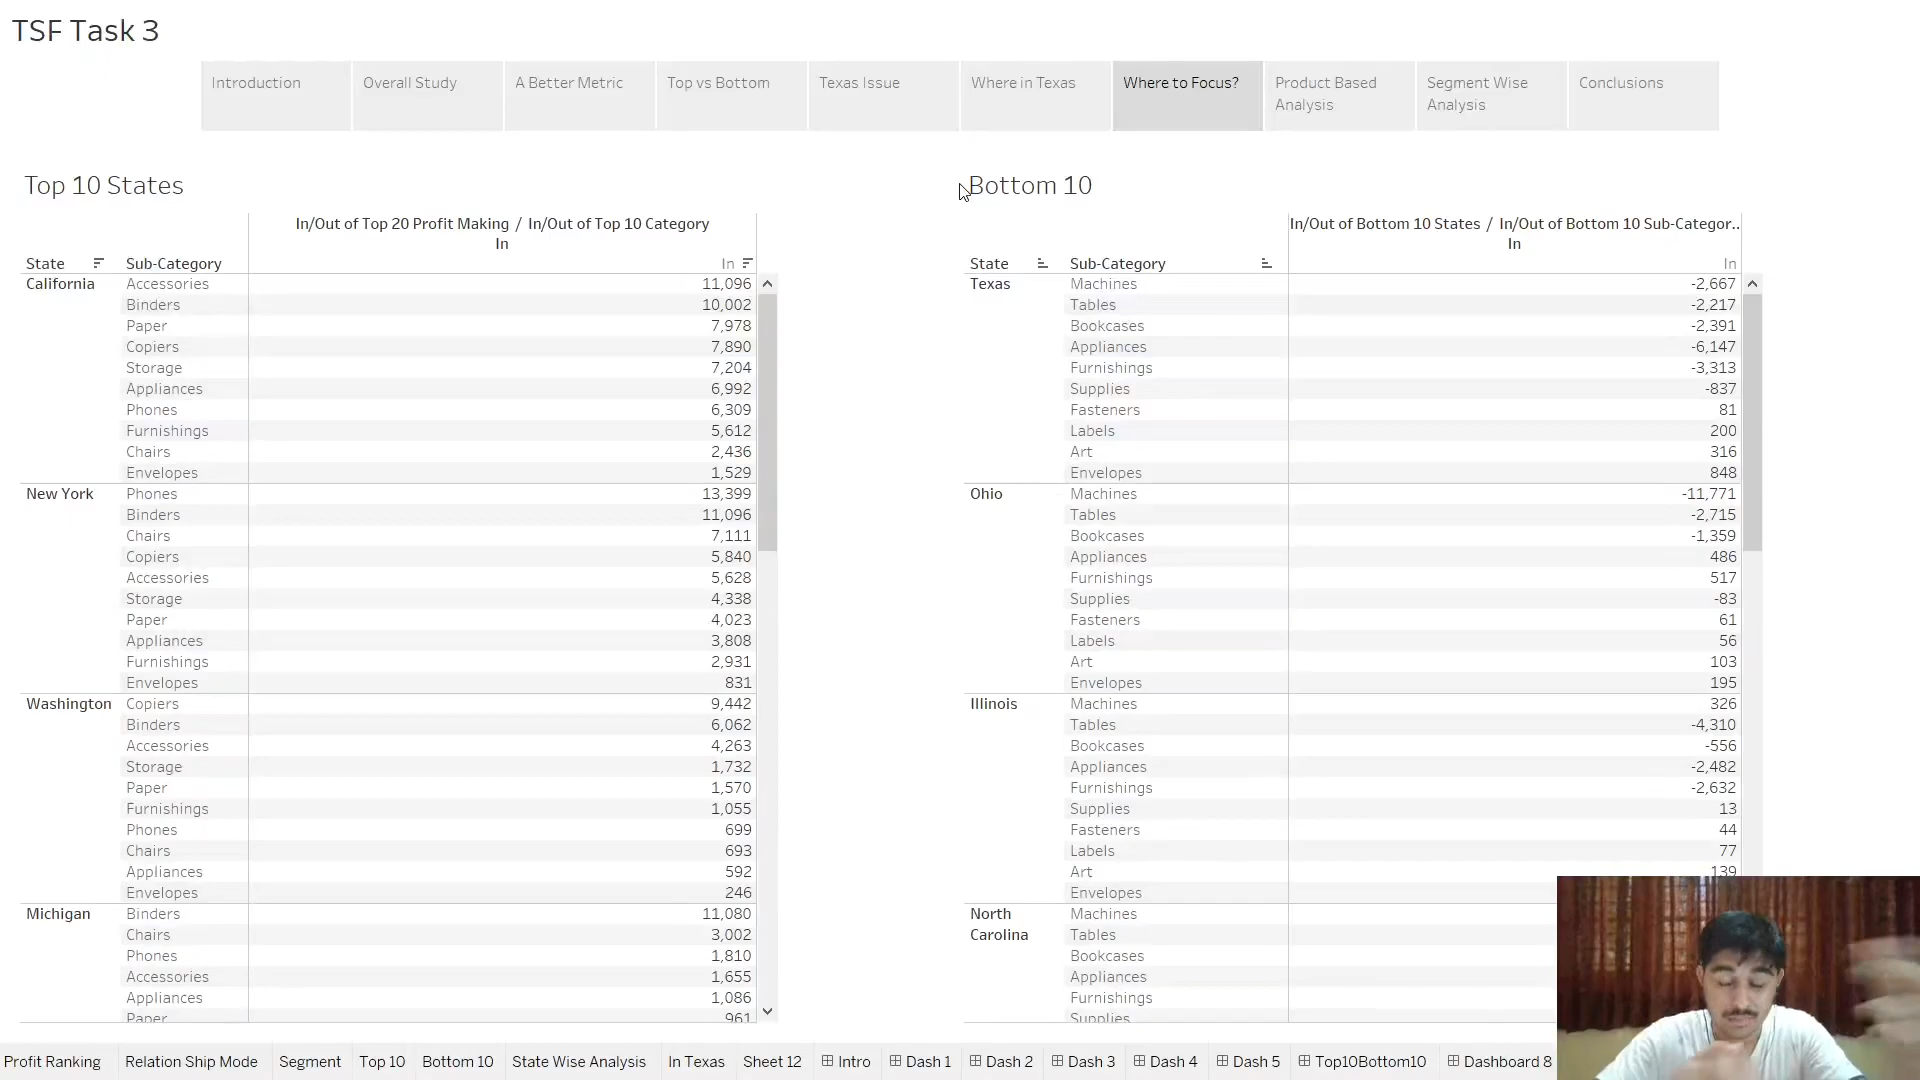 TSF Task 3
Introduction
Overall Study
A Better Metric
Top vs Bottom
Texas Issue
Where in Texas
Where to Focus?
Product Based
Analysis
Segment Wise
Analysis
Conclusions
Top 10 States
In/Out of Top 20 Profit Making / In/Out of Top 10 Category
In
State Sub-Category In
California Accessories 11,096
Binders 10,002
Paper 7,978
Copiers 7,890
Storage 7,204
Appliances 6,992
Phones 6,309
Furnishings 5,612
Chairs 2,436
Envelopes 1,529
New York Phones 13,399
Binders 11,096
Chairs 7,111
Copiers 5,840
Accessories 5,628
Storage 4,338
Paper 4,023
Appliances 3,808
Furnishings 2,931
Envelopes 831
Washington Copiers 9,442
Binders 6,062
Accessories 4,263
Storage 1,732
Paper 1,570
Furnishings 1,055
Phones 699
Chairs 693
Appliances 592
Envelopes 246
Michigan Binders 11,080
Chairs 3,002
Phones 1,810
Accessories 1,655
Appliances 1,086
Paper 961
Bottom 10
In/Out of Bottom 10 States / In/Out of Bottom 10 Sub-Categor..
In
State Sub-Category In
Texas Machines -2,667
Tables -2,217
Bookcases -2,391
Appliances -6,147
Furnishings -3,313
Supplies -837
Fasteners 81
Labels 200
Art 316
Envelopes 848
Ohio Machines -11,771
Tables -2,715
Bookcases -1,359
Appliances 486
Furnishings 517
Supplies -83
Fasteners 61
Labels 56
Art 103
Envelopes 195
Illinois Machines 326
Tables -4,310
Bookcases -556
Appliances -2,482
Furnishings -2,632
Supplies 13
Fasteners 44
Labels 77
Art 139
Envelopes
North Machines
Carolina Tables
Bookcases
Appliances
Furnishings
Supplies
Profit Ranking
Relation Ship Mode
Segment
Top 10
Bottom 10
State Wise Analysis
In Texas
Sheet 12
Intro
Dash 1
Dash 2
Dash 3
Dash 4
Dash 5
Top10Bottom10
Dashboard 8